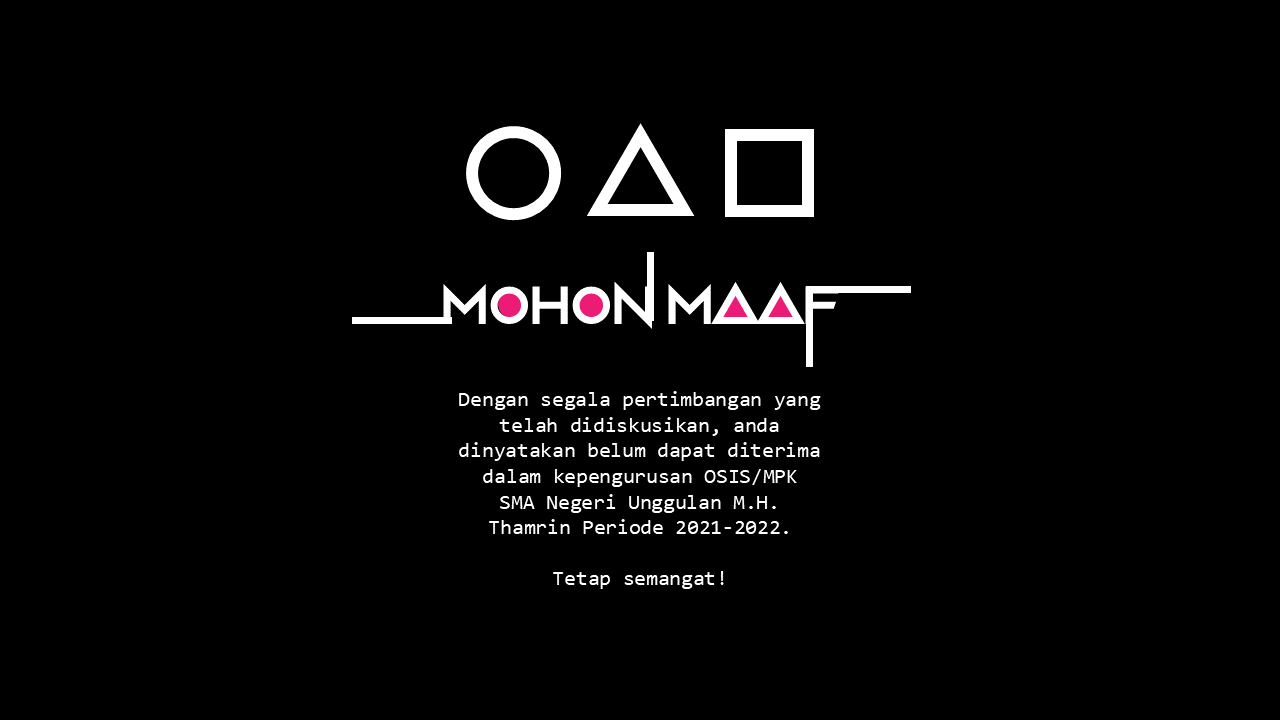 MOHON MAAF
Dengan segala pertimbangan yang
telah didiskusikan, anda
dinyatakan belum dapat diterima
dalam kepengurusan OSIS/MPK
SMA Negeri Unggulan M.H.
Thamrin Periode 2021-2022.
Tetap semangat!